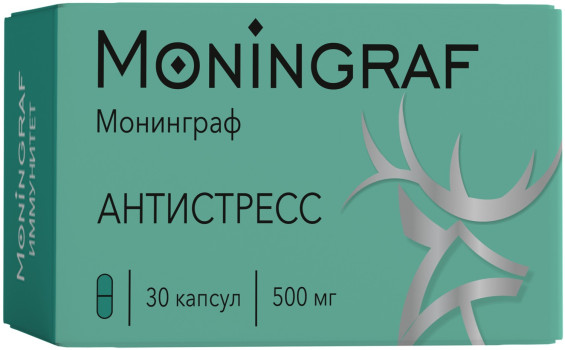 MONINGRAF
Монинграф
АНТИСТРЕСС
30 капсул
500 мг
MONINGRAF
ИММУНИТЕТ